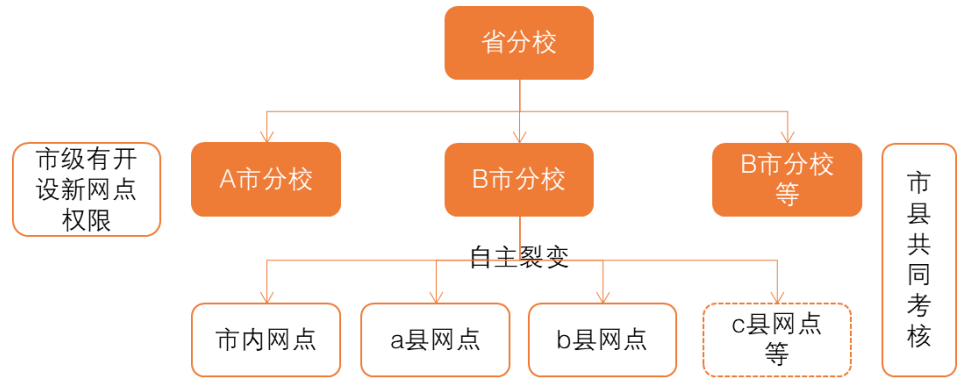 省分校
市级有开
设新网点
权限
A市分校
B市分校
B市分校
等
市
县
共
同
考
核
自主裂变
市内网点
a县网点
b县网点
c县网点
等